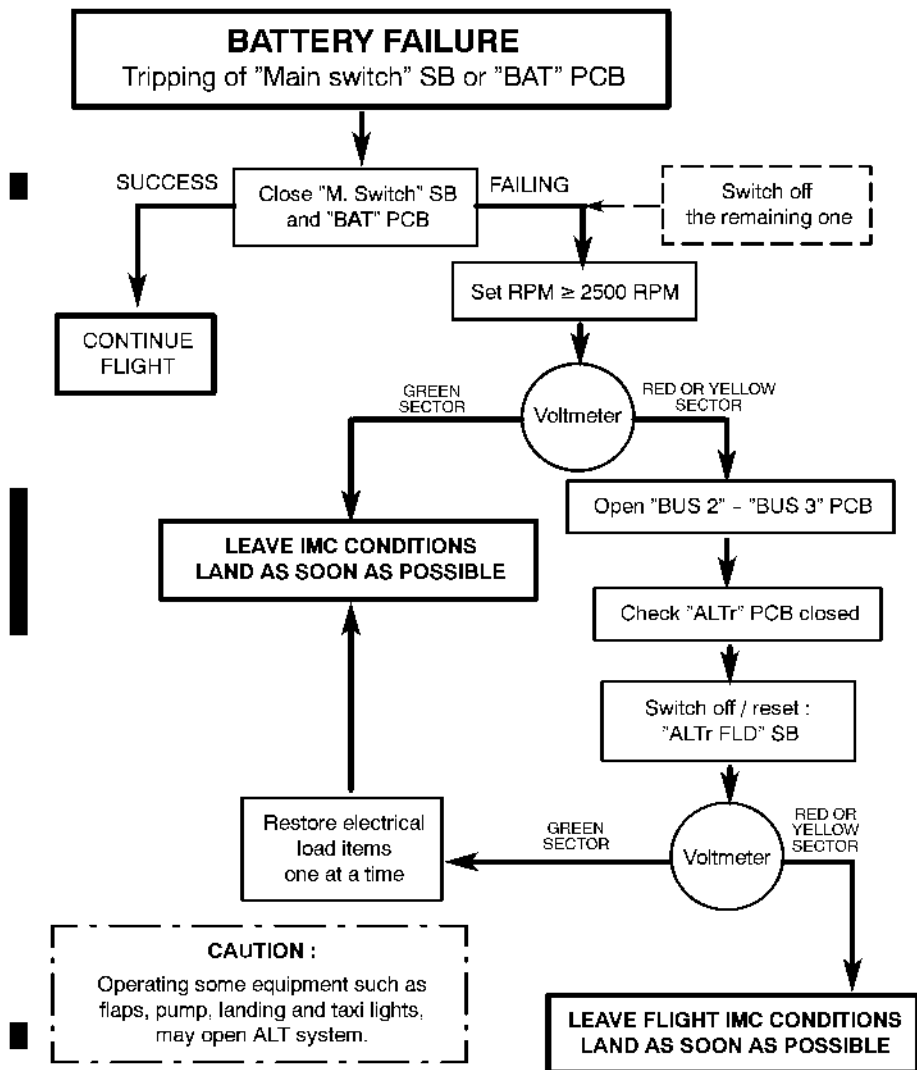 BATTERY FAILURE
Tripping of "Main switch" SB or "BAT" PCB
SUCCESS
Close "M. Switch" SB
and "BAT" PCB
FAILING
Switch off
the remaining one
Set RPM ≥ 2500 RPM
CONTINUE
FLIGHT
GREEN
SECTOR
Voltmeter
RED OR YELLOW
SECTOR
Open "BUS 2" – "BUS 3" PCB
LEAVE IMC CONDITIONS
LAND AS SOON AS POSSIBLE
Check "ALTr" PCB closed
Switch off / reset :
"ALTr FLD" SB
Restore electrical
load items
one at a time
GREEN
SECTOR
Voltmeter
RED OR
YELLOW
SECTOR
CAUTION :
Operating some equipment such as
flaps, pump, landing and taxi lights,
may open ALT system.
LEAVE FLIGHT IMC CONDITIONS
LAND AS SOON AS POSSIBLE